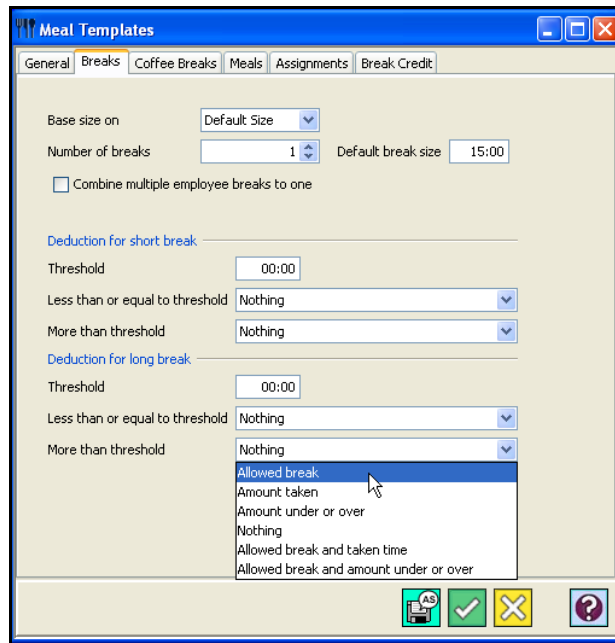 Meal Templates
General Breaks Coffee Breaks Meals Assignments Break Credit
Base size on Default Size
Number of breaks 1 Default break size 15:00
Combine multiple employee breaks to one
Deduction for short break
Threshold 00:00
Less than or equal to threshold Nothing
More than threshold Nothing
Deduction for long break
Threshold 00:00
Less than or equal to threshold Nothing
More than threshold Nothing
Allowed break
Amount taken
Amount under or over
Nothing
Allowed break and taken time
Allowed break and amount under or over
AS
?